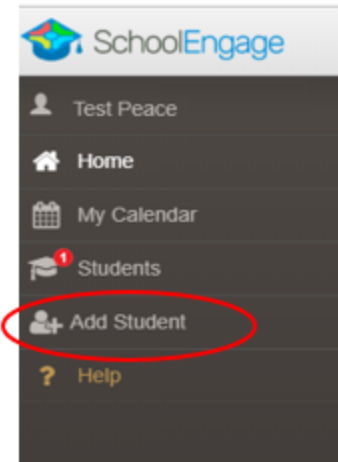 SchoolEngage
Test Peace
Home
My Calendar
1
Students
Add Student
? Help